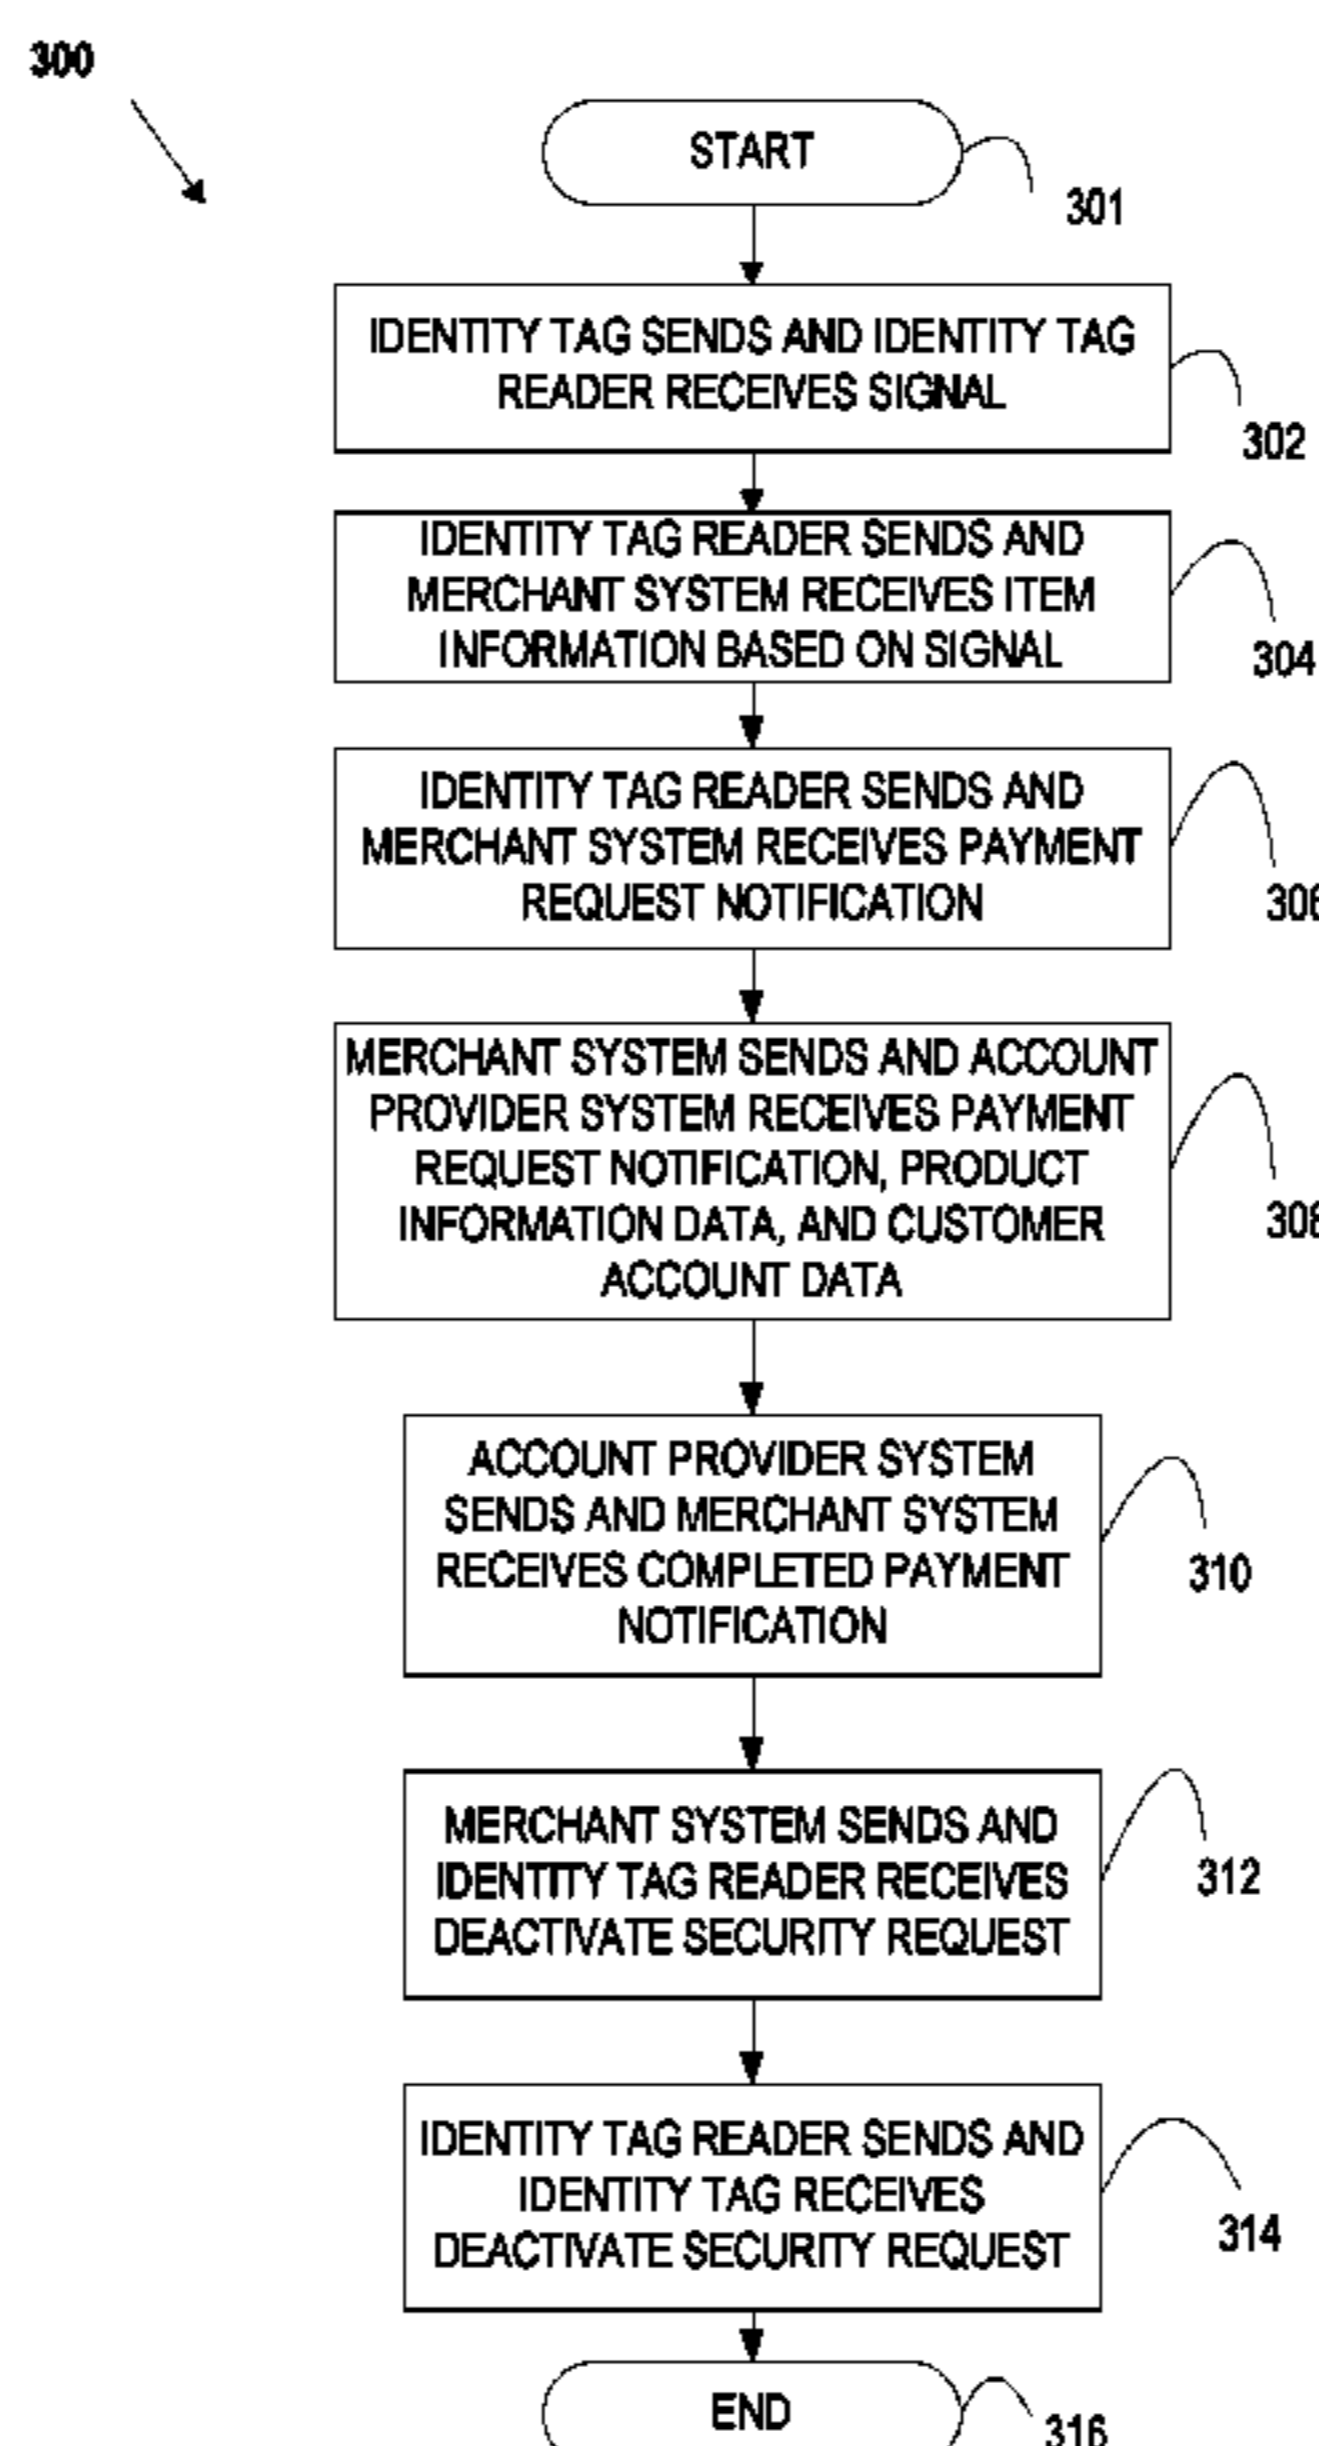 300
START
301
IDENTITY TAG SENDS AND IDENTITY TAG
READER RECEIVES SIGNAL
302
IDENTITY TAG READER SENDS AND
MERCHANT SYSTEM RECEIVES ITEM
INFORMATION BASED ON SIGNAL
304
IDENTITY TAG READER SENDS AND
MERCHANT SYSTEM RECEIVES PAYMENT
REQUEST NOTIFICATION
306
MERCHANT SYSTEM SENDS AND ACCOUNT
PROVIDER SYSTEM RECEIVES PAYMENT
REQUEST NOTIFICATION, PRODUCT
INFORMATION DATA, AND CUSTOMER
ACCOUNT DATA
308
ACCOUNT PROVIDER SYSTEM
SENDS AND MERCHANT SYSTEM
RECEIVES COMPLETED PAYMENT
NOTIFICATION
310
MERCHANT SYSTEM SENDS AND
IDENTITY TAG READER RECEIVES
DEACTIVATE SECURITY REQUEST
312
IDENTITY TAG READER SENDS AND
IDENTITY TAG RECEIVES
DEACTIVATE SECURITY REQUEST
314
END
316